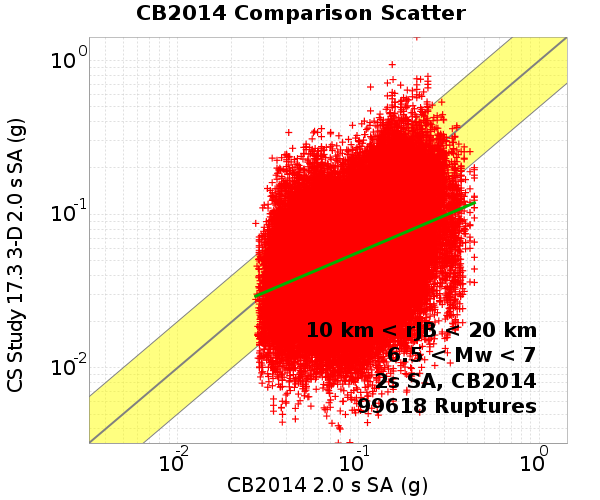 CB2014 Comparison Scatter
CS Study 17.3 3-D 2.0 s SA (g)
10^0
10^-1
10^-2
10 km < rJB < 20 km
6.5 < Mw < 7
2s SA, CB2014
99618 Ruptures
10^-2 10^-1 10^0
CB2014 2.0 s SA (g)